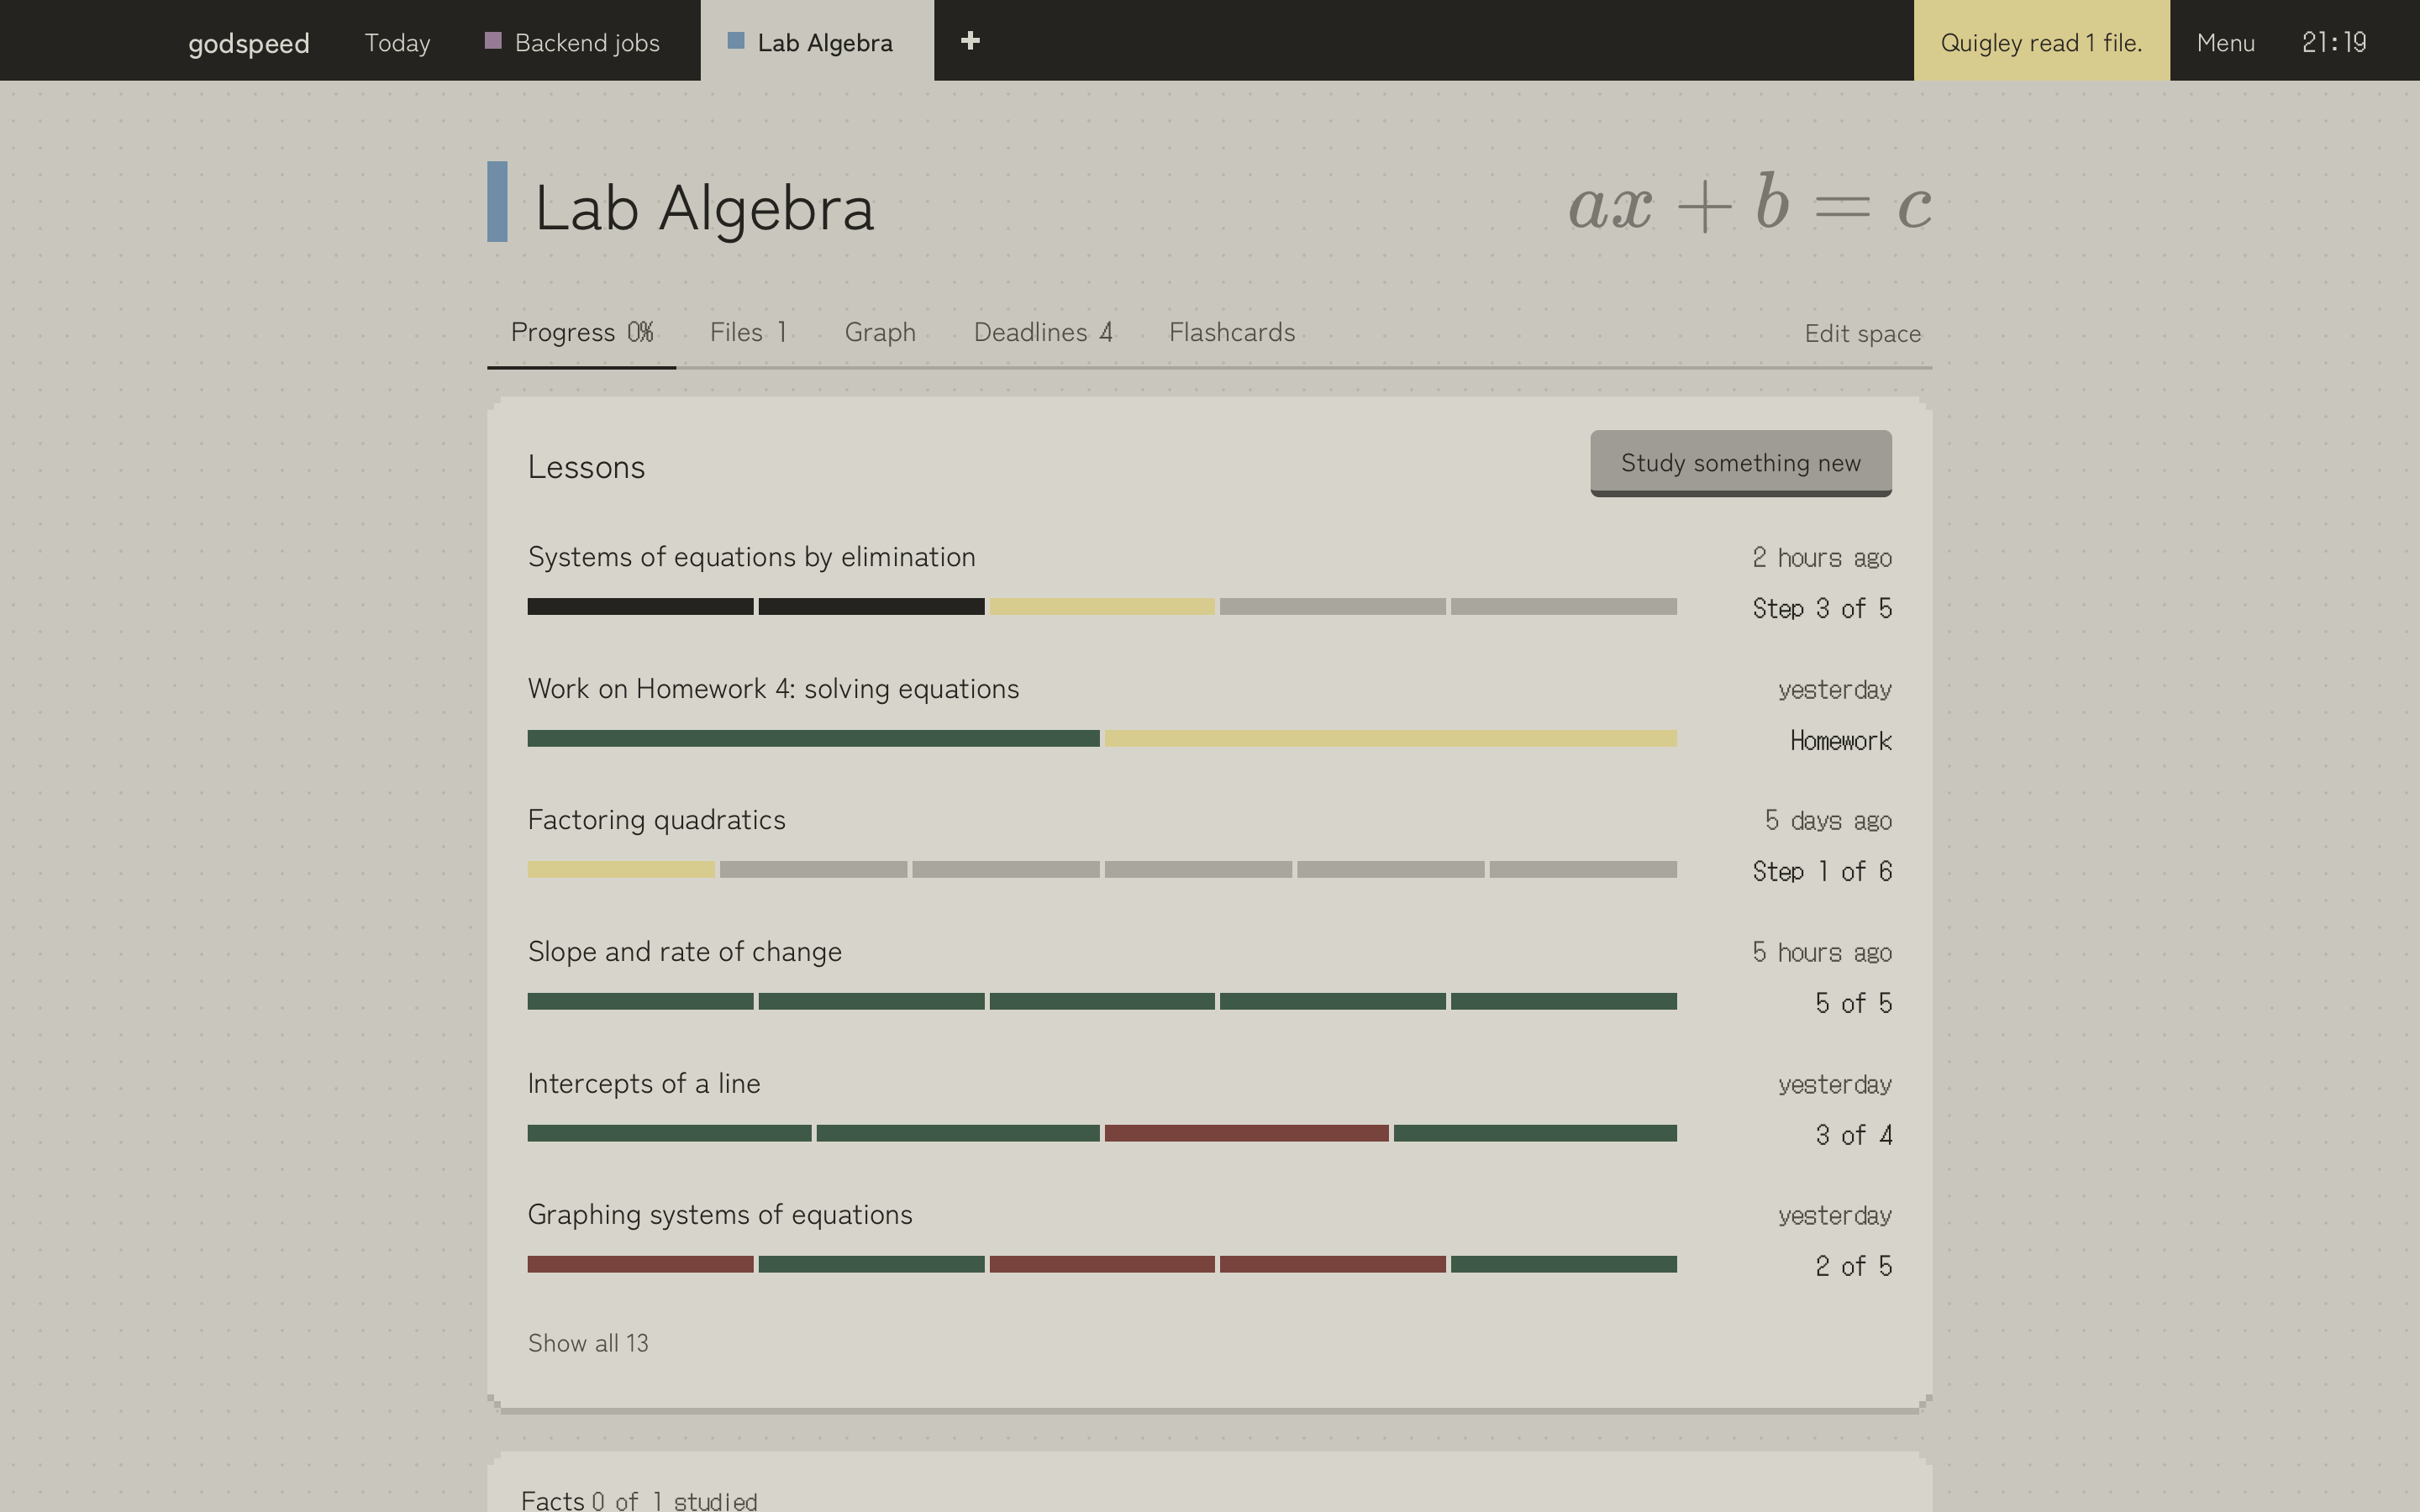 godspeed Today Backend jobs Lab Algebra + Quigley read 1 file. Menu 21:19
Lab Algebra ax + b = c
Progress 0% Files 1 Graph Deadlines 4 Flashcards Edit space
Lessons Study something new
Systems of equations by elimination 2 hours ago
Step 3 of 5
Work on Homework 4: solving equations yesterday
Homework
Factoring quadratics 5 days ago
Step 1 of 6
Slope and rate of change 5 hours ago
5 of 5
Intercepts of a line yesterday
3 of 4
Graphing systems of equations yesterday
2 of 5
Show all 13
Facts 0 of 1 studied